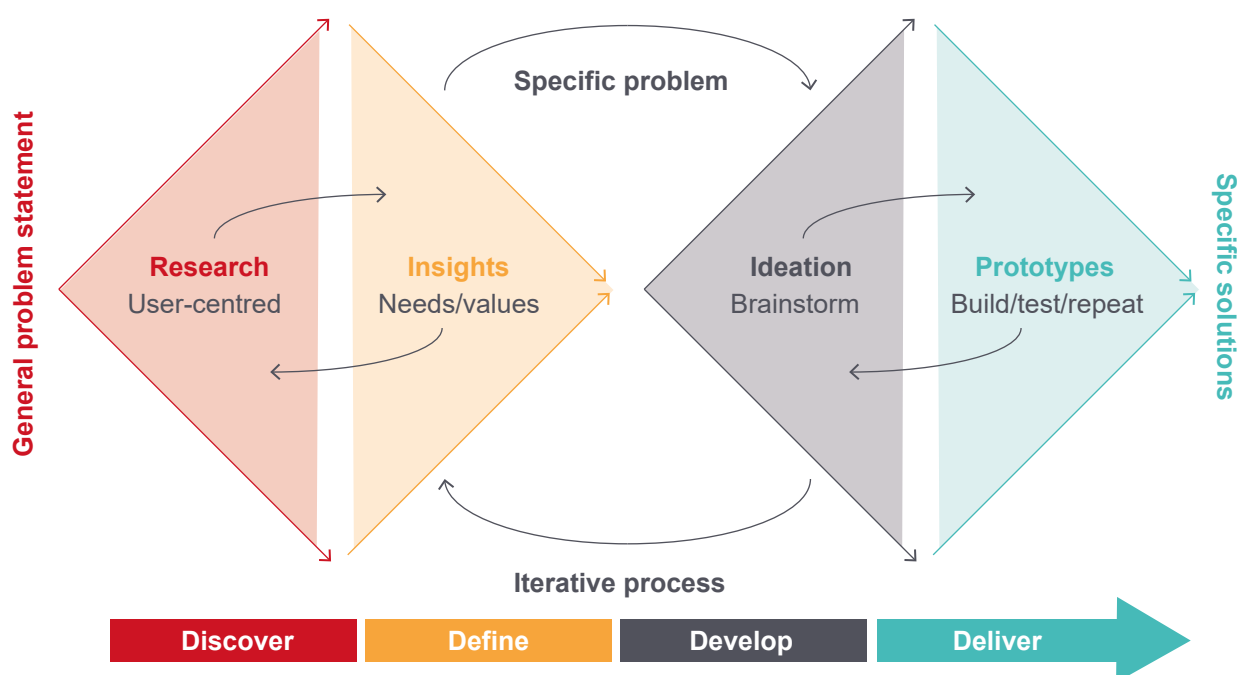 General problem statement
Specific problem
Research
User-centred
Insights
Needs/values
Ideation
Brainstorm
Prototypes
Build/test/repeat
Specific solutions
Iterative process
Discover
Define
Develop
Deliver